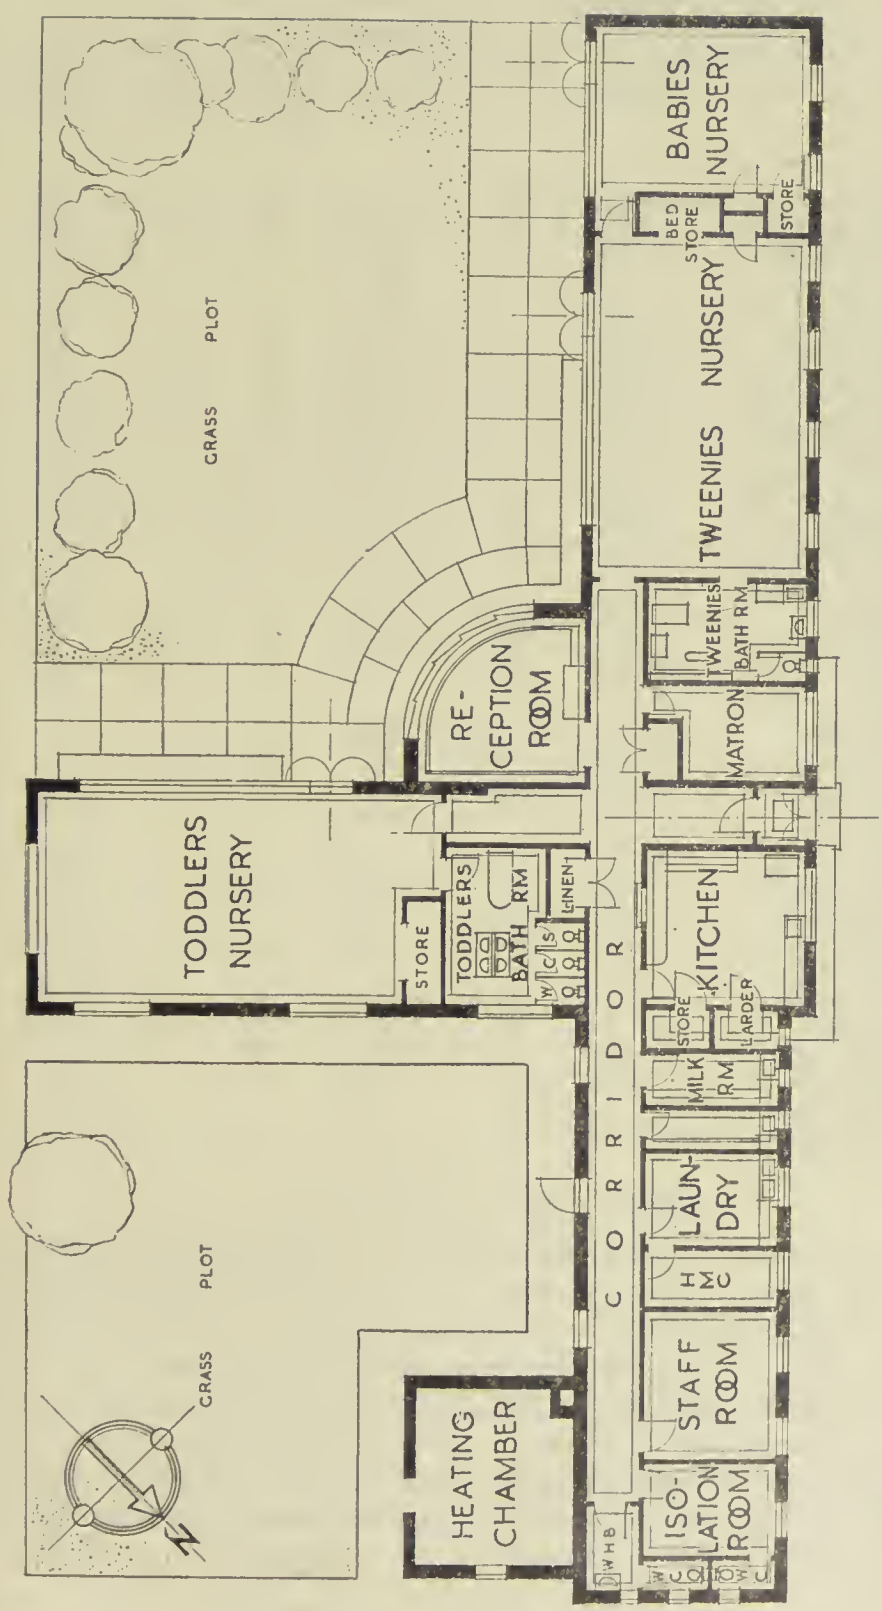 BABIES
NURSERY
BED
STORE
STORE
GRASS PLOT
TWEENIES NURSERY
TWEENIES
BATH RM
RE-
CEPTION
ROOM
MATRON
TODDLERS
NURSERY
STORE
TODDLERS
BATH RM
W C S
LINEN
KITCHEN
STORE
LARDER
MILK
RM
CORRIDOR
LAUN-
DRY
H
M C
GRASS PLOT
STAFF
ROOM
HEATING
CHAMBER
ISO-
LATION
ROOM
W H B
W C
W C
N